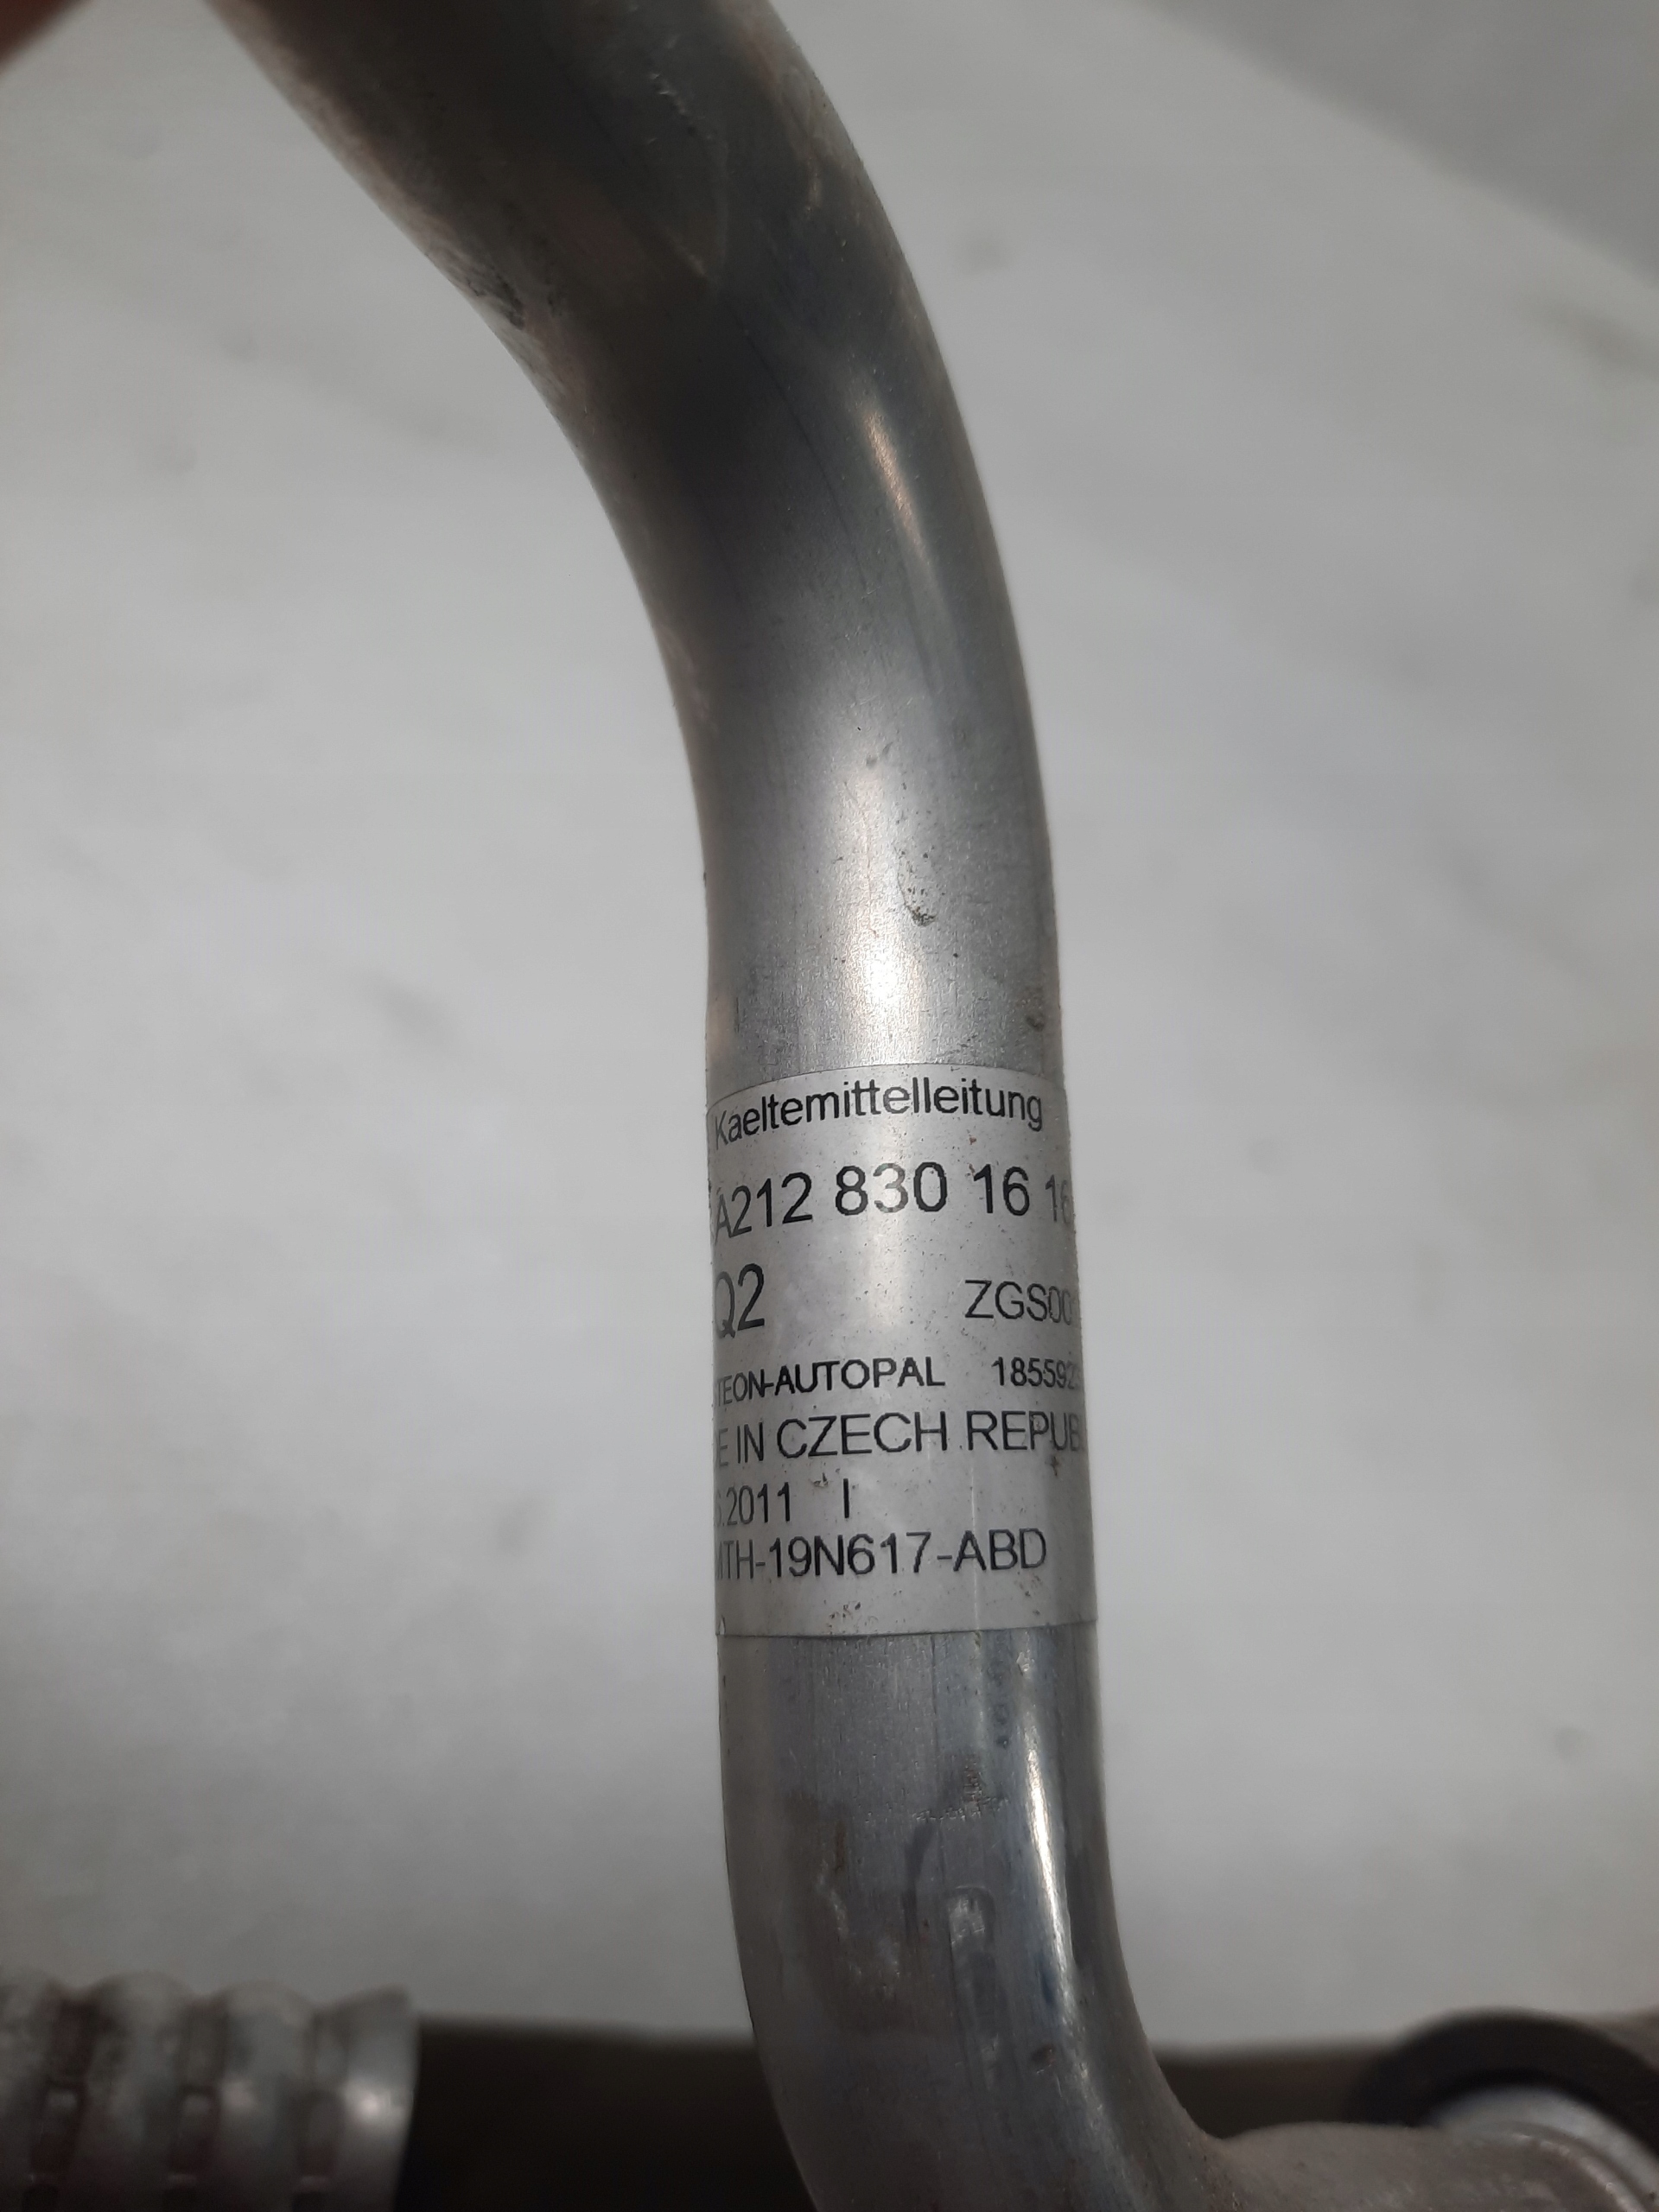 Kaeltemittelleitung
A212 830 16 16
Q2 ZGS00
TEON-AUTOPAL 185592
E IN CZECH REPUB
.2011 I
MTH-19N617-ABD